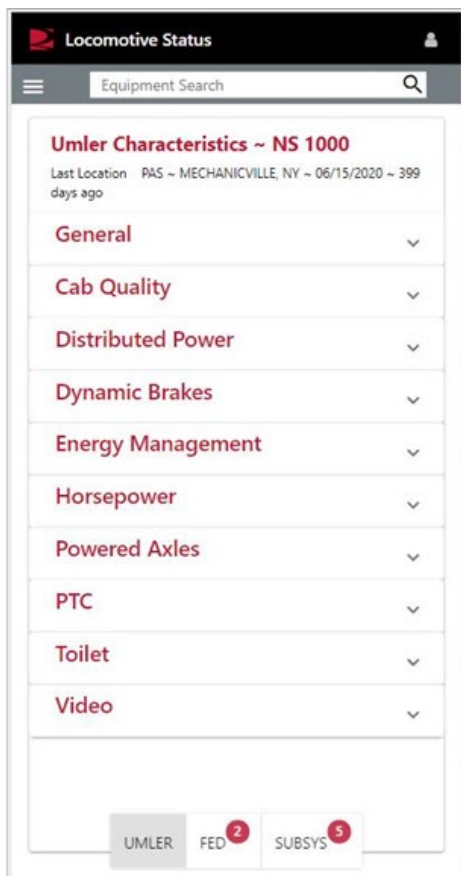 Locomotive Status
Equipment Search
Umler Characteristics ~ NS 1000
Last Location PAS ~ MECHANICVILLE, NY ~ 06/15/2020 ~ 399
days ago
General
Cab Quality
Distributed Power
Dynamic Brakes
Energy Management
Horsepower
Powered Axles
PTC
Toilet
Video
UMLER FED 2 SUBSYS 5